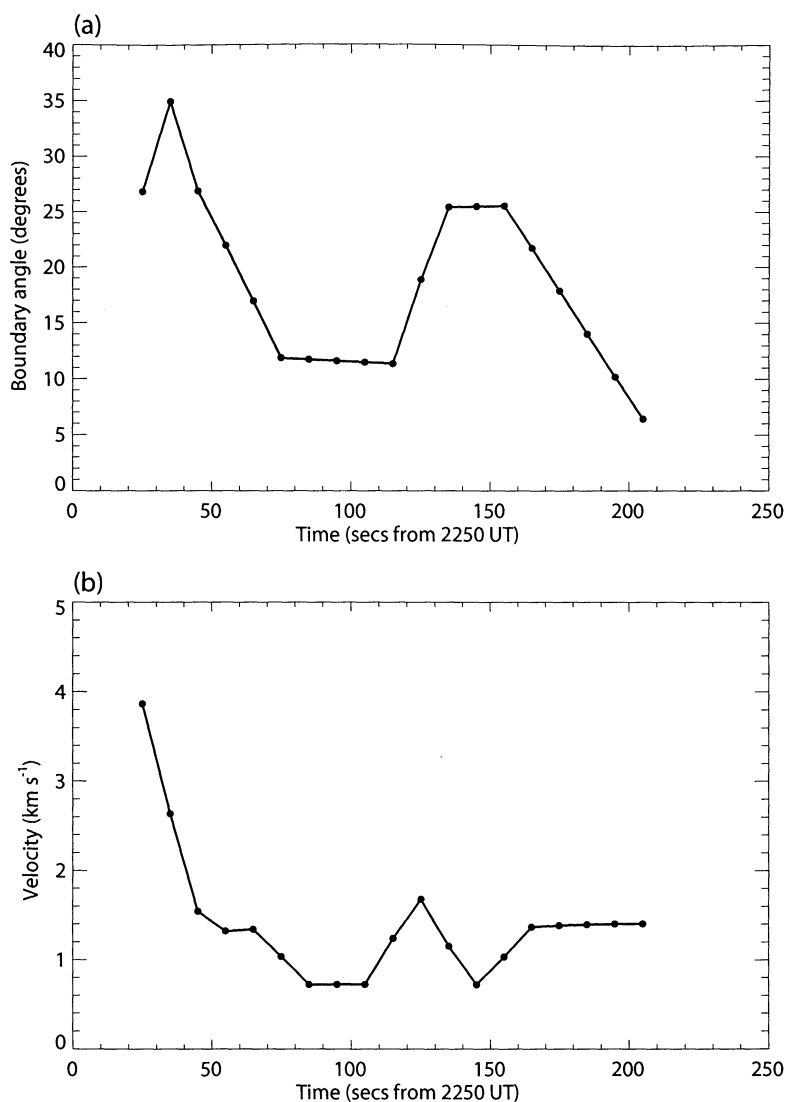 (a)
40
35
30
25
20
15
10
5
0
Boundary angle (degrees)
0 50 100 150 200 250
Time (secs from 2250 UT)
(b)
5
4
3
2
1
0
Velocity (km s⁻¹)
0 50 100 150 200 250
Time (secs from 2250 UT)